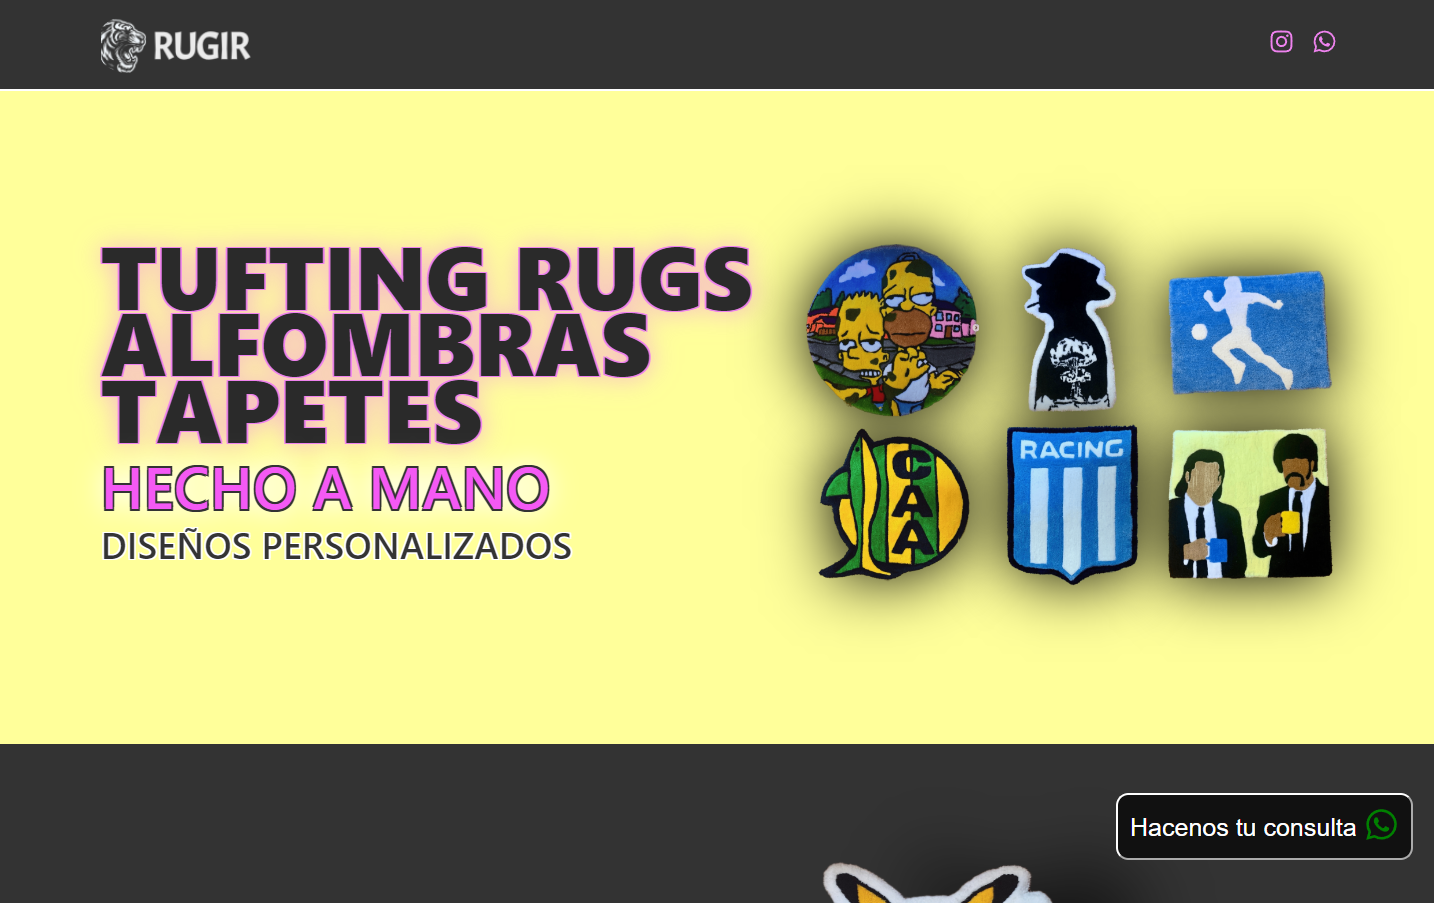 RUGIR
TUFTING RUGS
ALFOMBRAS
TAPETES
HECHO A MANO
DISEÑOS PERSONALIZADOS
CAA
RACING
Hacenos tu consulta